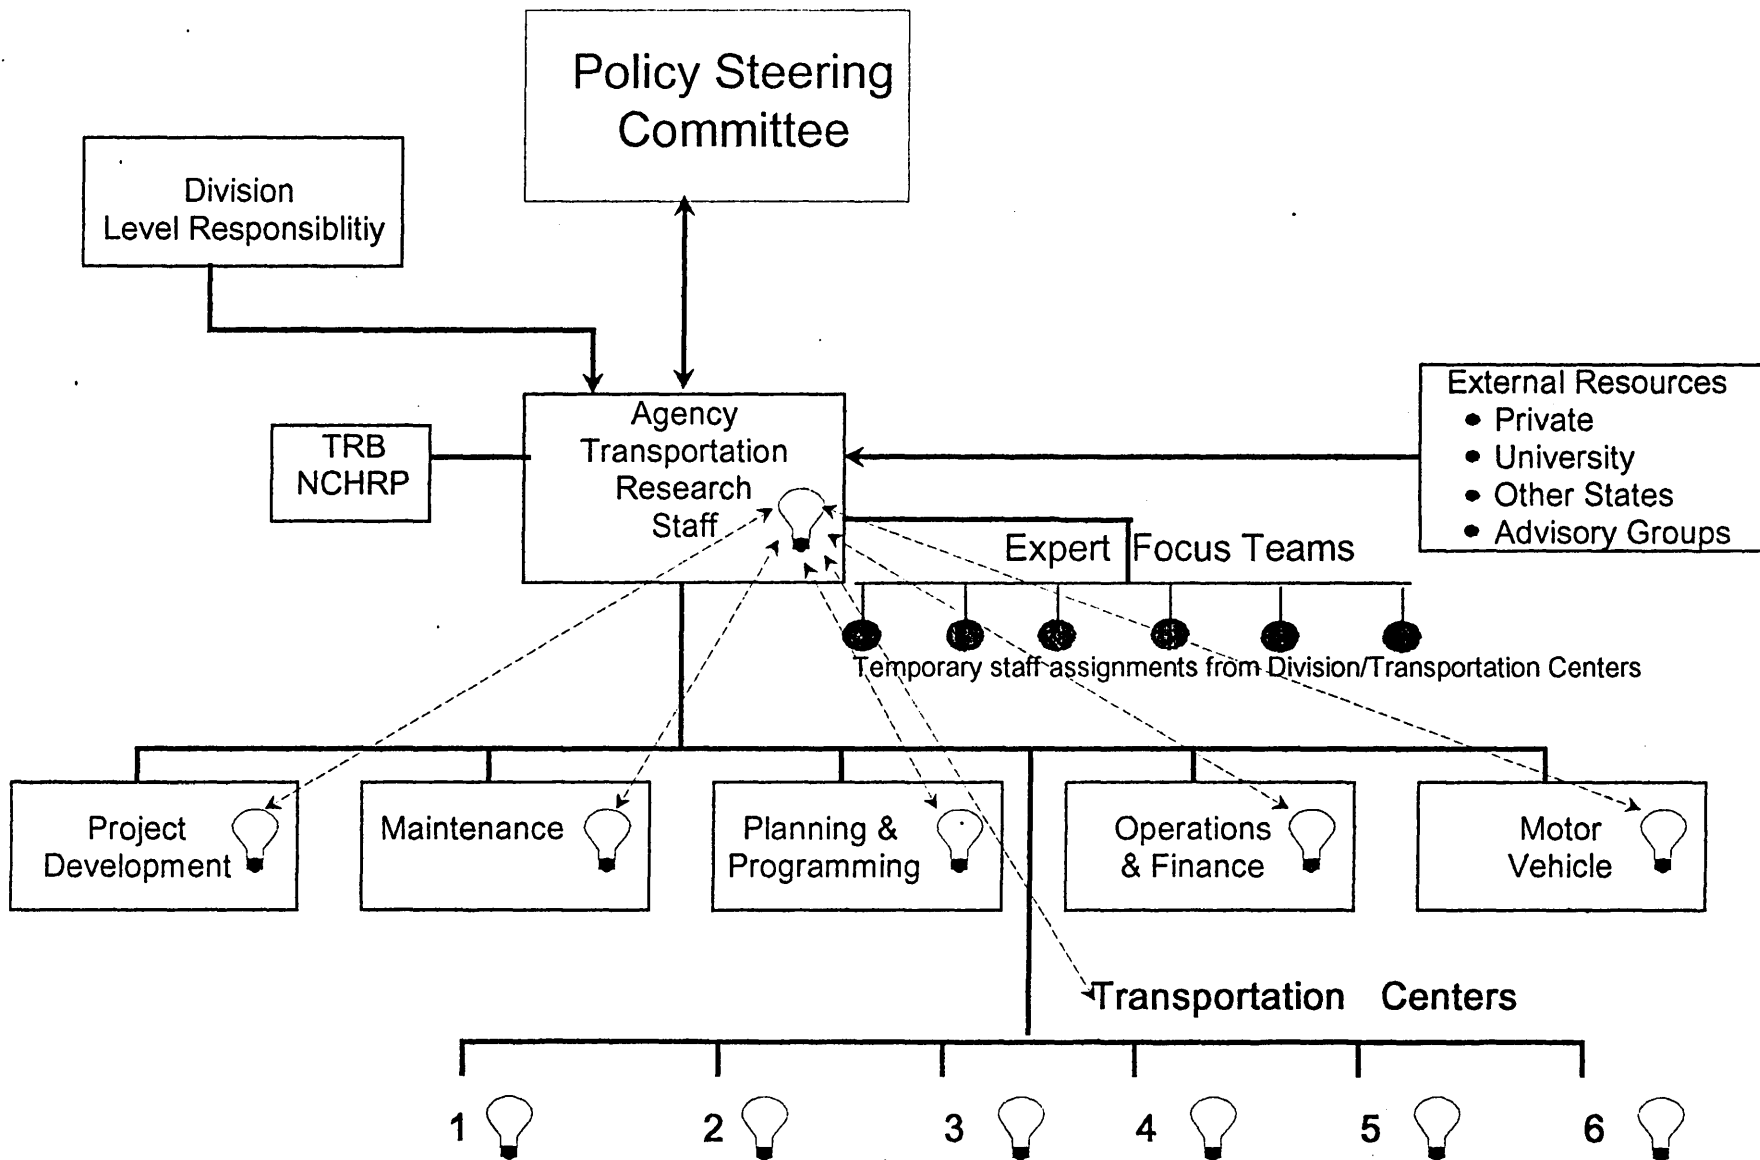 Policy Steering
Committee
Division
Level Responsiblitiy
Agency
Transportation
Research
Staff
TRB
NCHRP
External Resources
• Private
• University
• Other States
• Advisory Groups
Expert Focus Teams
Temporary staff assignments from Division/Transportation Centers
Project
Development
Maintenance
Planning &
Programming
Operations
& Finance
Motor
Vehicle
Transportation Centers
1 2 3 4 5 6